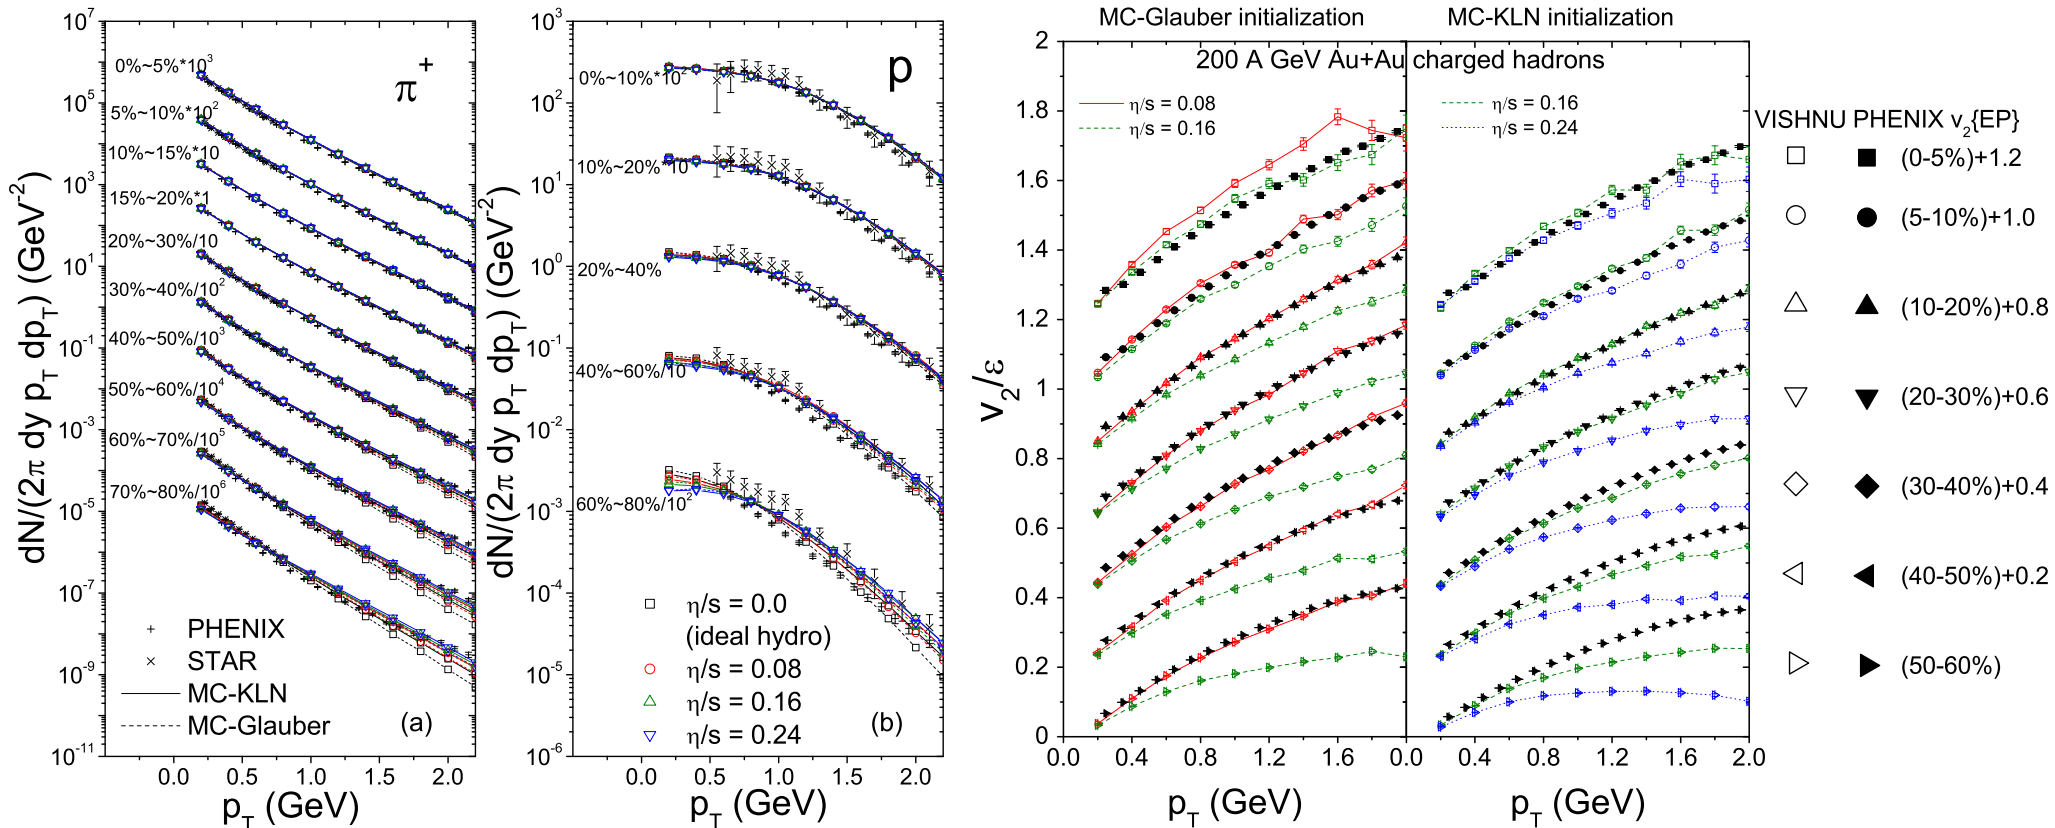 dN/(2π dy p_T dp_T) (GeV^-2)
10^7
10^5
10^3
10^1
10^-1
10^-3
10^-5
10^-7
10^-9
10^-11
π^+
0%~5%*10^3
5%~10%*10^2
10%~15%*10
15%~20%*1
20%~30%/10
30%~40%/10^2
40%~50%/10^3
50%~60%/10^4
60%~70%/10^5
70%~80%/10^6
PHENIX
STAR
MC-KLN
MC-Glauber
(a)
0.0 0.5 1.0 1.5 2.0
p_T (GeV)
dN/(2π dy p_T dp_T) (GeV^-2)
10^3
10^2
10^1
10^0
10^-1
10^-2
10^-3
10^-4
10^-5
10^-6
p
0%~10%*10^2
10%~20%*10
20%~40%
40%~60%/10
60%~80%/10^2
η/s = 0.0
(ideal hydro)
η/s = 0.08
η/s = 0.16
η/s = 0.24
(b)
0.0 0.5 1.0 1.5 2.0
p_T (GeV)
MC-Glauber initialization MC-KLN initialization
200 A GeV Au+Au charged hadrons
η/s = 0.08
η/s = 0.16
η/s = 0.16
η/s = 0.24
v_2/ε
2
1.8
1.6
1.4
1.2
1
0.8
0.6
0.4
0.2
0
0.0 0.4 0.8 1.2 1.6 2.0
0.0 0.4 0.8 1.2 1.6 2.0
p_T (GeV)
p_T (GeV)
VISHNU PHENIX v_2{EP}
(0-5%)+1.2
(5-10%)+1.0
(10-20%)+0.8
(20-30%)+0.6
(30-40%)+0.4
(40-50%)+0.2
(50-60%)